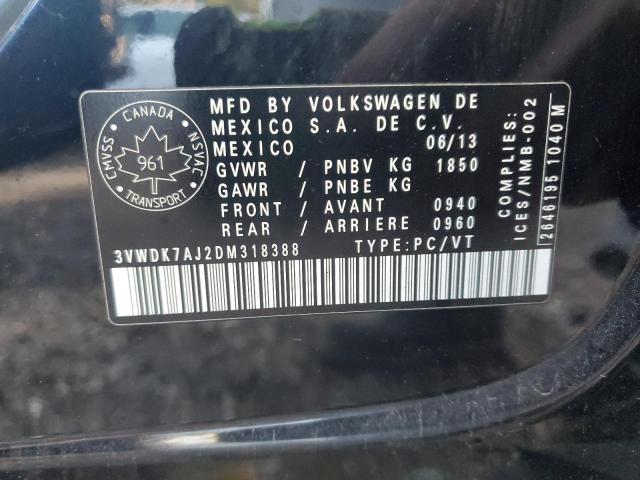 CANADA
CMVSS
NSVAC
961
TRANSPORT
MFD BY VOLKSWAGEN DE
MEXICO S.A. DE C.V.
MEXICO 06/13
GVWR / PNBV KG 1850
GAWR / PNBE KG
FRONT / AVANT 0940
REAR / ARRIERE 0960
3VWDK7AJ2DM318388 TYPE:PC/VT
COMPLIES:
ICES/NMB-002
2646195 1040 M